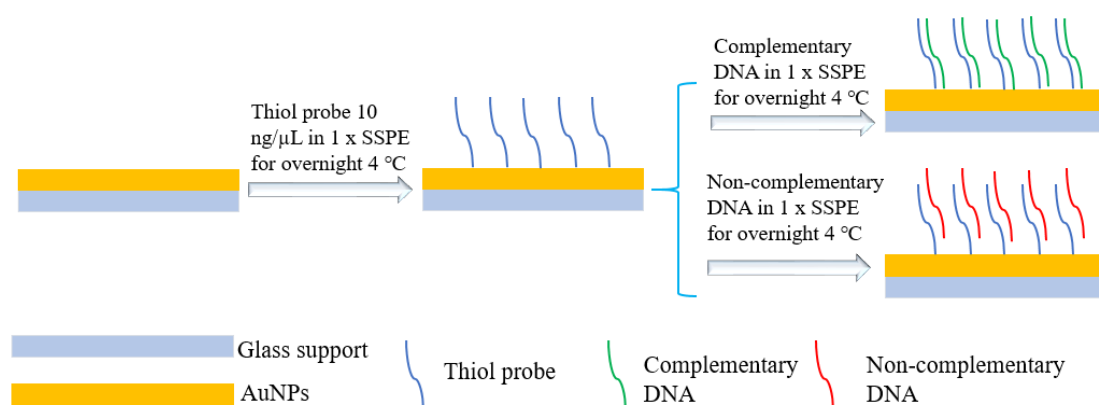 Thiol probe 10
ng/µL in 1 x SSPE
for overnight 4 ℃
Complementary
DNA in 1 x SSPE
for overnight 4 ℃
Non-complementary
DNA in 1 x SSPE
for overnight 4 ℃
Glass support
AuNPs
Thiol probe
Complementary
DNA
Non-complementary
DNA